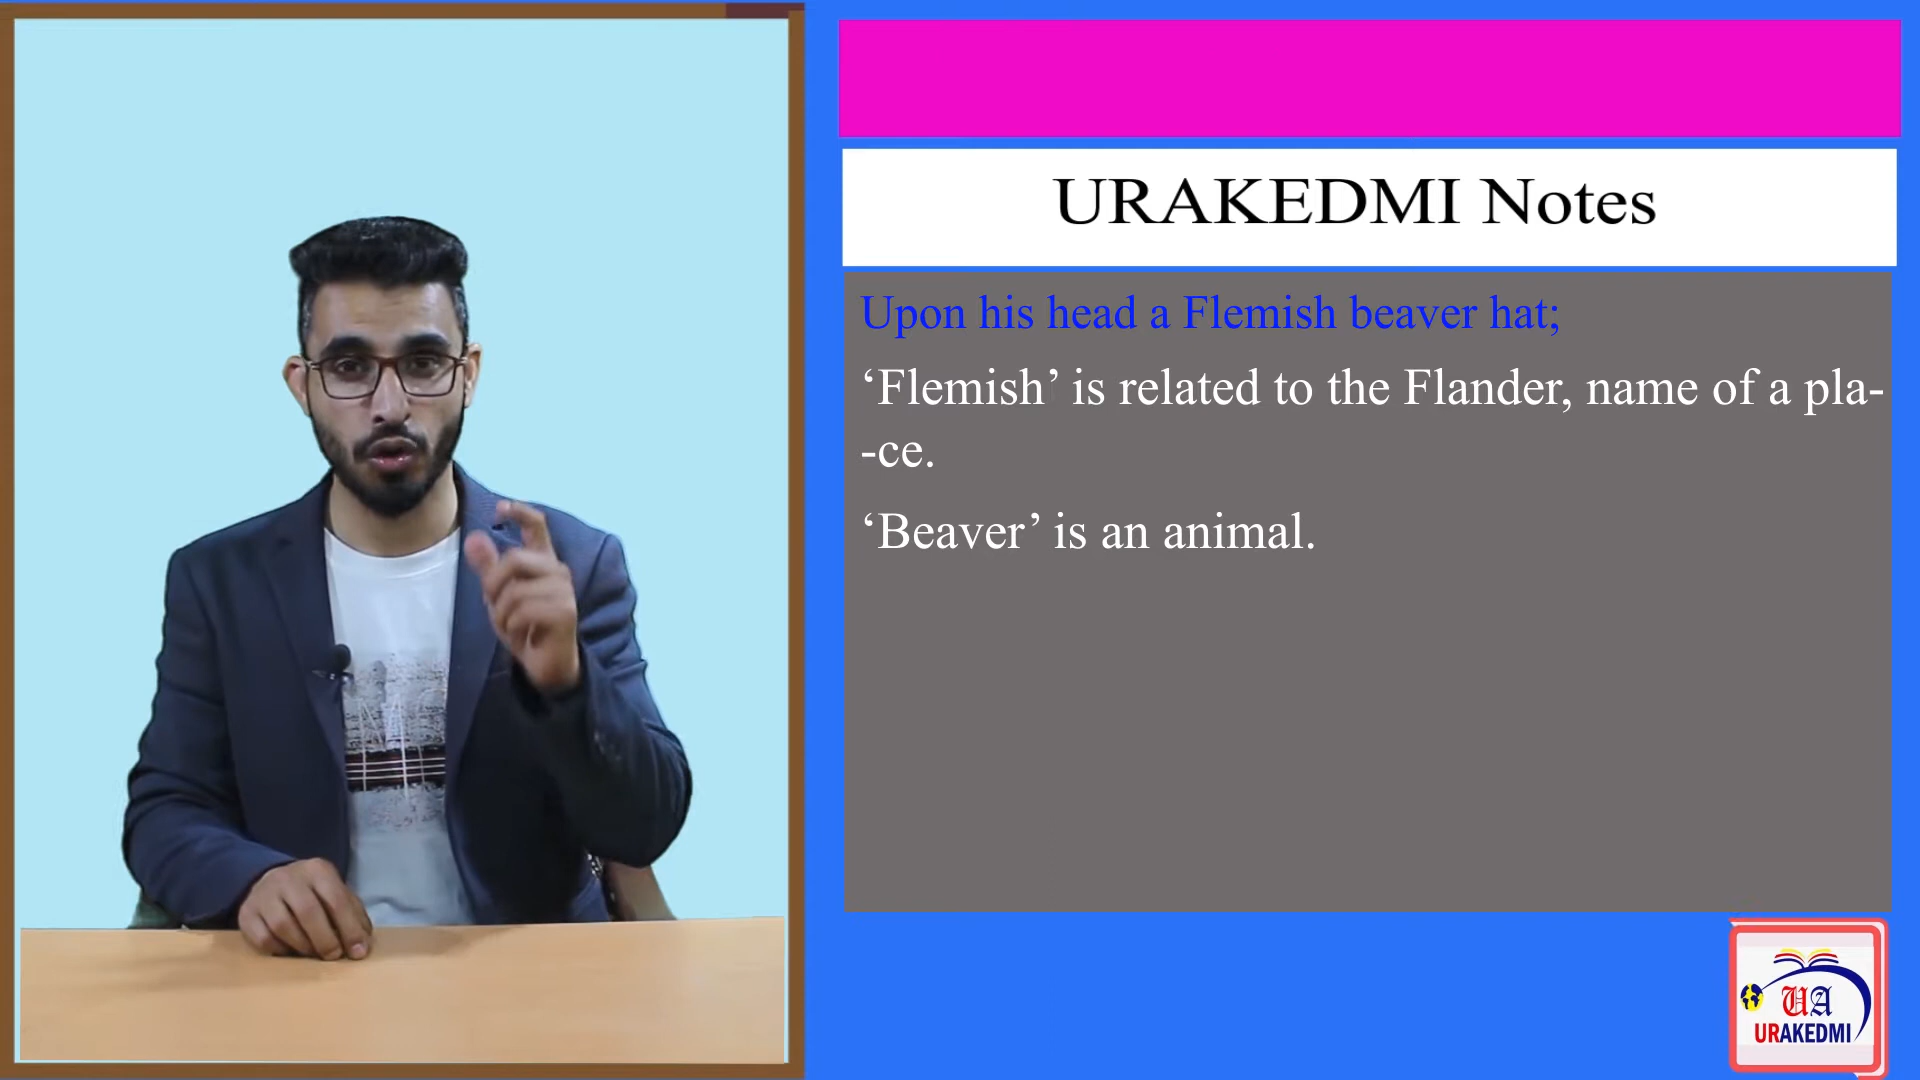 URAKEDMI Notes
Upon his head a Flemish beaver hat;
‘Flemish’ is related to the Flander, name of a pla-
-ce.
‘Beaver’ is an animal.
UA
URAKEDMI